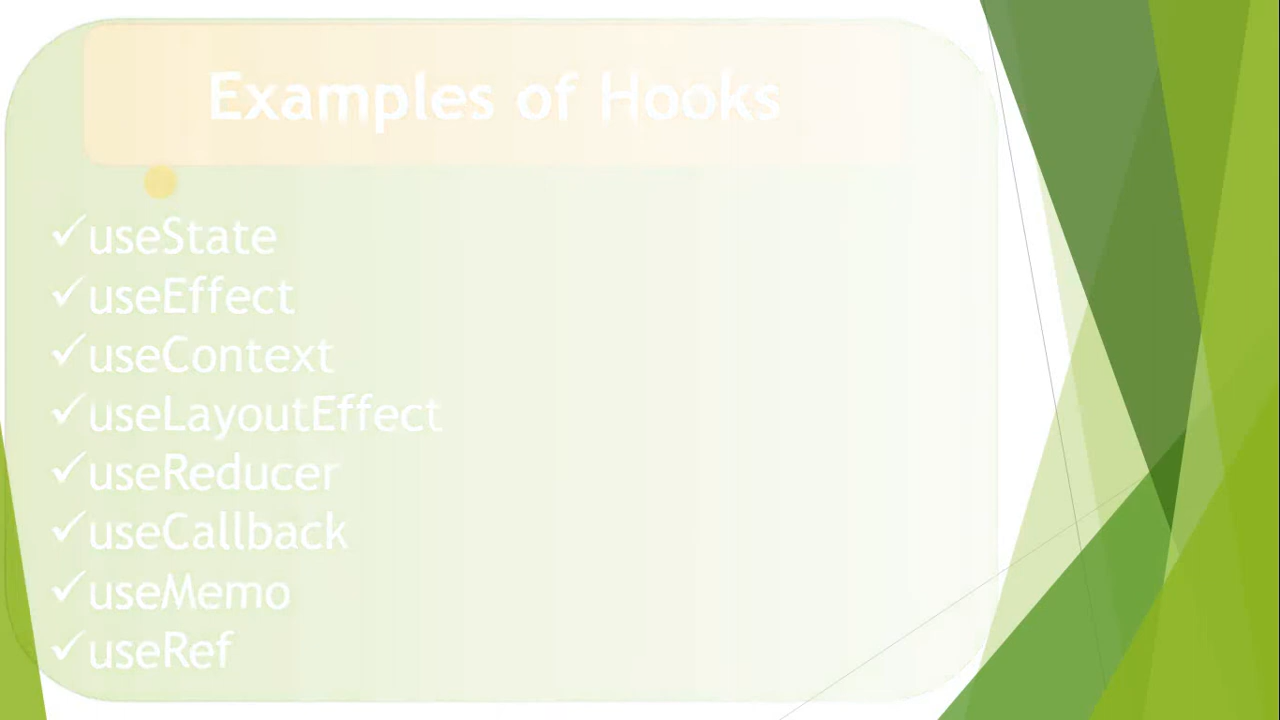 Examples of Hooks
✓useState
✓useEffect
✓useContext
✓useLayoutEffect
✓useReducer
✓useCallback
✓useMemo
✓useRef